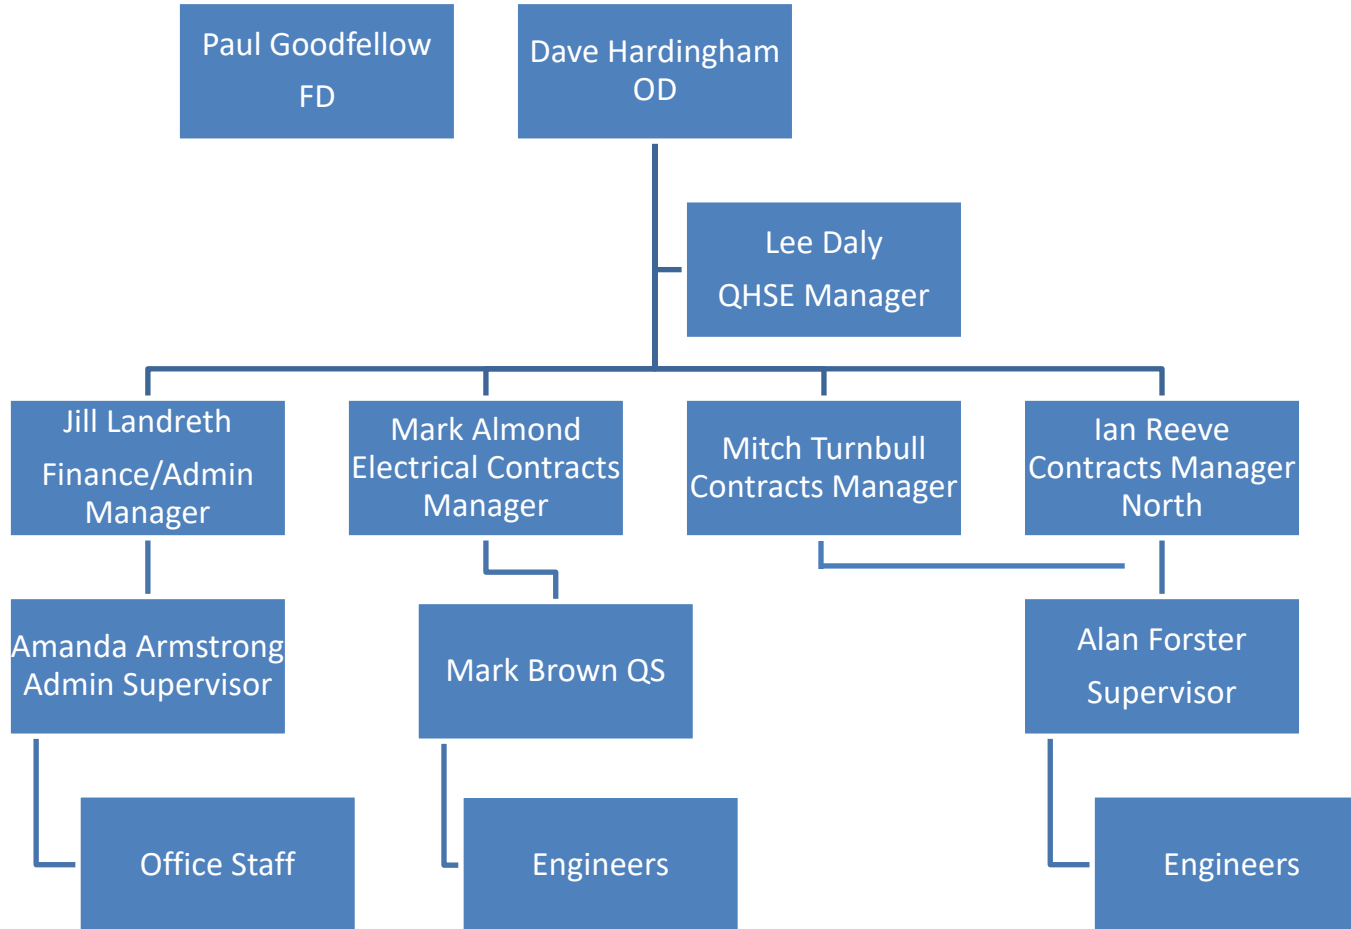 Paul Goodfellow
FD
Dave Hardingham
OD
Lee Daly
QHSE Manager
Jill Landreth
Finance/Admin
Manager
Mark Almond
Electrical Contracts
Manager
Mitch Turnbull
Contracts Manager
Ian Reeve
Contracts Manager
North
Amanda Armstrong
Admin Supervisor
Mark Brown QS
Alan Forster
Supervisor
Office Staff
Engineers
Engineers